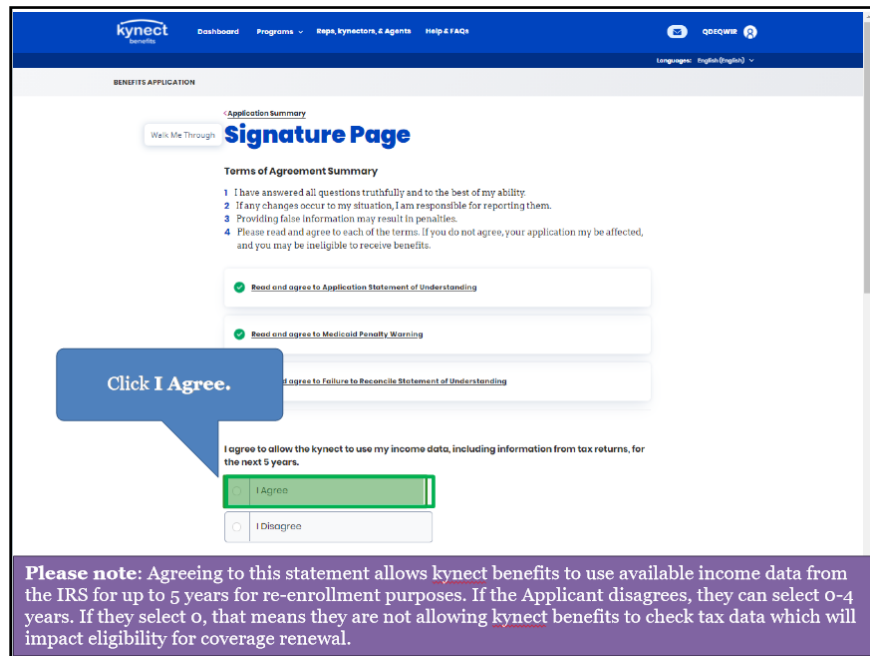 kynect
benefits
Dashboard Programs Reps, kynectors, & Agents Help & FAQs
QDEQWIR
Languages: English (English)
BENEFITS APPLICATION
<Application Summary
Walk Me Through
Signature Page
Terms of Agreement Summary
1 I have answered all questions truthfully and to the best of my ability.
2 If any changes occur to my situation, I am responsible for reporting them.
3 Providing false information may result in penalties.
4 Please read and agree to each of the terms. If you do not agree, your application my be affected,
and you may be ineligible to receive benefits.
Read and agree to Application Statement of Understanding
Read and agree to Medicaid Penalty Warning
Click I Agree.
agree to Failure to Reconcile Statement of Understanding
I agree to allow the kynect to use my income data, including information from tax returns, for
the next 5 years.
I Agree
I Disagree
Please note: Agreeing to this statement allows kynect benefits to use available income data from
the IRS for up to 5 years for re-enrollment purposes. If the Applicant disagrees, they can select 0-4
years. If they select 0, that means they are not allowing kynect benefits to check tax data which will
impact eligibility for coverage renewal.